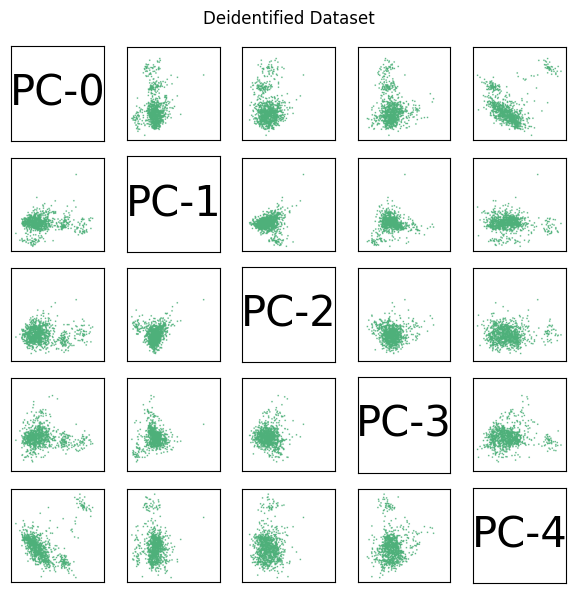 Deidentified Dataset
PC-0
PC-1
PC-2
PC-3
PC-4